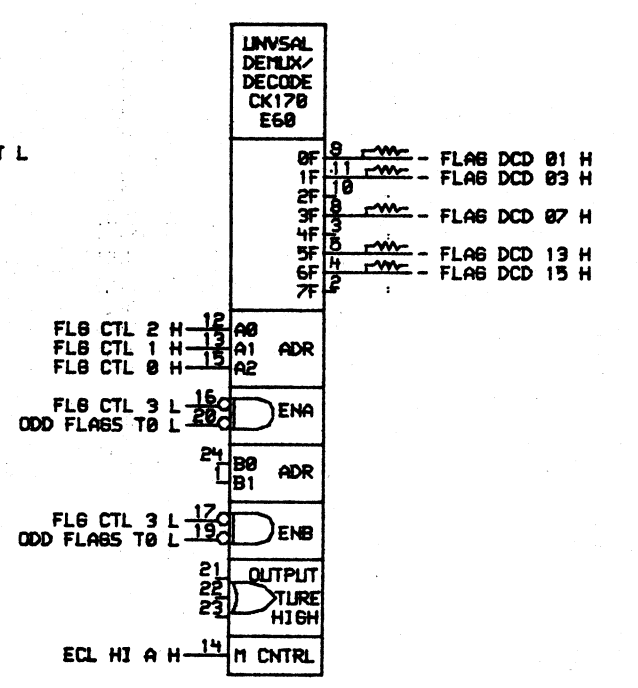 UNVSAL
DEMUX/
DECODE
CK170
E60
T L
0F 9 - FLAG DCD 01 H
1F 11 - FLAG DCD 03 H
2F 10
3F 8 - FLAG DCD 07 H
4F 3
5F 5 - FLAG DCD 13 H
6F 4 - FLAG DCD 15 H
7F 2
FLG CTL 2 H 12 A0
FLG CTL 1 H 13 A1 ADR
FLG CTL 0 H 15 A2
FLG CTL 3 L 16 ENA
ODD FLAGS T0 L 20
24 B0 ADR
B1
FLG CTL 3 L 17
ODD FLAGS T0 L 19 ENB
21 OUTPUT
22 TURE
23 HIGH
ECL HI A H 14 M CNTRL